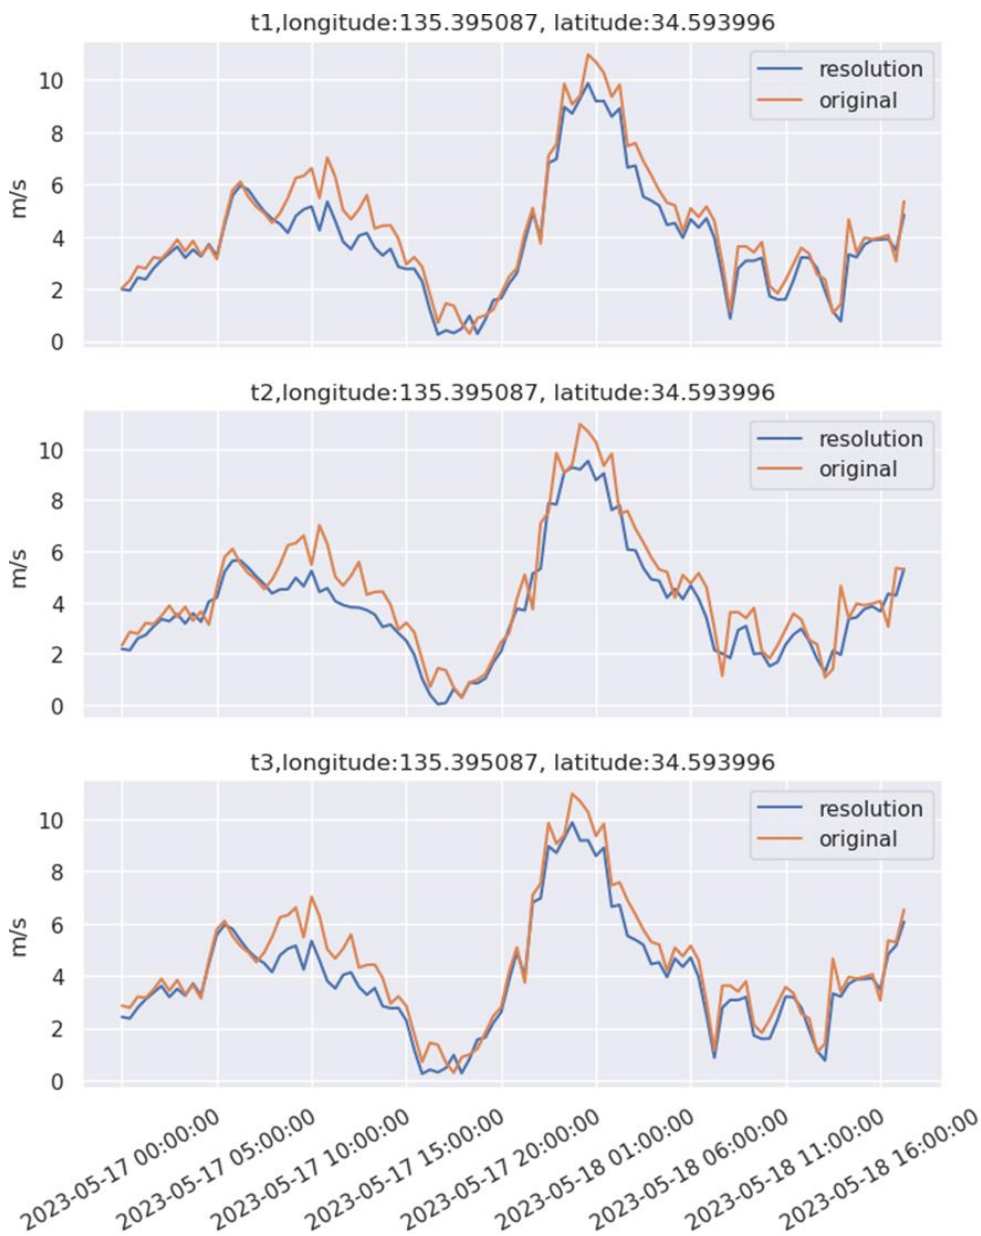 t1,longitude:135.395087, latitude:34.593996
resolution
original
10
8
6
4
2
0
m/s
t2,longitude:135.395087, latitude:34.593996
resolution
original
10
8
6
4
2
0
m/s
t3,longitude:135.395087, latitude:34.593996
resolution
original
10
8
6
4
2
0
m/s
2023-05-17 00:00:00
2023-05-17 05:00:00
2023-05-17 10:00:00
2023-05-17 15:00:00
2023-05-17 20:00:00
2023-05-18 01:00:00
2023-05-18 06:00:00
2023-05-18 11:00:00
2023-05-18 16:00:00